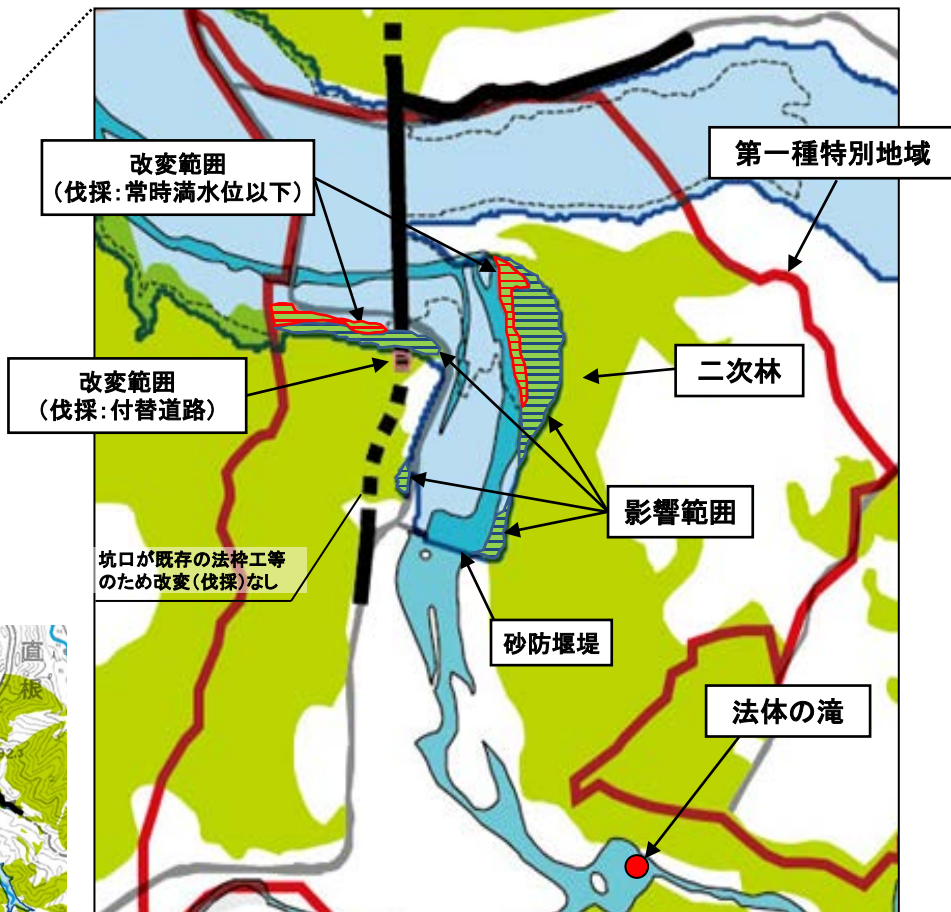 改変範囲
(伐採:常時満水位以下)
第一種特別地域
改変範囲
(伐採:付替道路)
二次林
影響範囲
坑口が既存の法枠工等
のため改変(伐採)なし
砂防堰堤
法体の滝
直
根